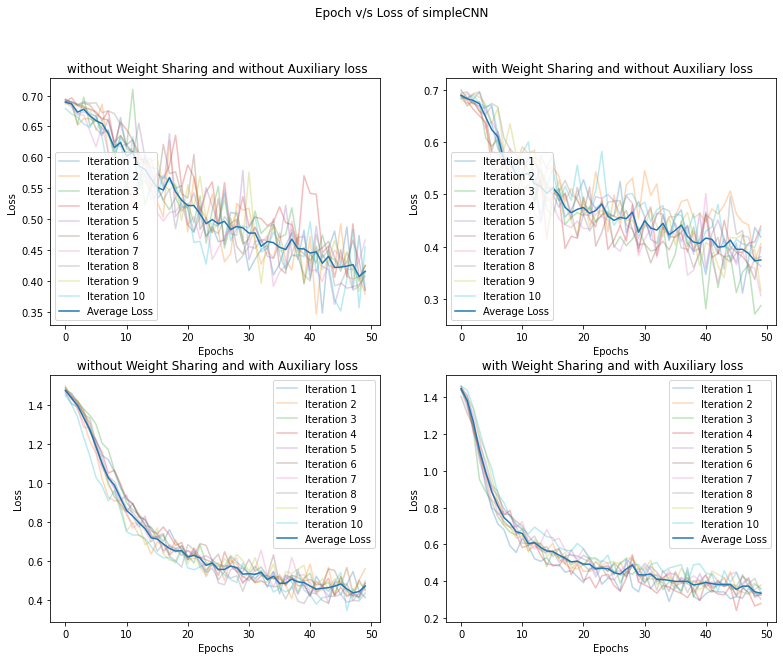 Epoch v/s Loss of simpleCNN
without Weight Sharing and without Auxiliary loss
0.70
0.65
0.60
0.55
0.50
0.45
0.40
0.35
Loss
Iteration 1
Iteration 2
Iteration 3
Iteration 4
Iteration 5
Iteration 6
Iteration 7
Iteration 8
Iteration 9
Iteration 10
Average Loss
0 10 20 30 40 50
Epochs
with Weight Sharing and without Auxiliary loss
0.7
0.6
0.5
0.4
0.3
Loss
Iteration 1
Iteration 2
Iteration 3
Iteration 4
Iteration 5
Iteration 6
Iteration 7
Iteration 8
Iteration 9
Iteration 10
Average Loss
0 10 20 30 40 50
Epochs
without Weight Sharing and with Auxiliary loss
1.4
1.2
1.0
0.8
0.6
0.4
Loss
Iteration 1
Iteration 2
Iteration 3
Iteration 4
Iteration 5
Iteration 6
Iteration 7
Iteration 8
Iteration 9
Iteration 10
Average Loss
0 10 20 30 40 50
Epochs
with Weight Sharing and with Auxiliary loss
1.4
1.2
1.0
0.8
0.6
0.4
0.2
Loss
Iteration 1
Iteration 2
Iteration 3
Iteration 4
Iteration 5
Iteration 6
Iteration 7
Iteration 8
Iteration 9
Iteration 10
Average Loss
0 10 20 30 40 50
Epochs